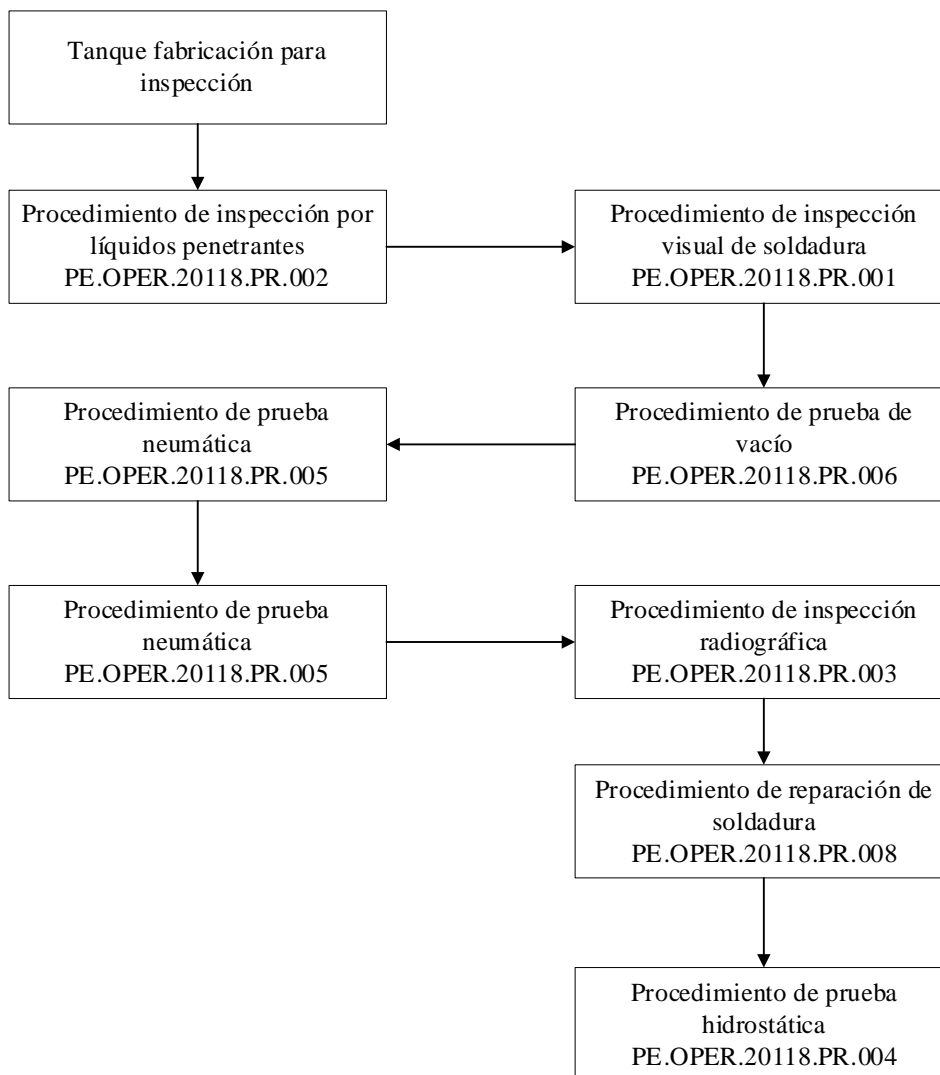 Tanque fabricación para
inspección
Procedimiento de inspección por
líquidos penetrantes
PE.OPER.20118.PR.002
Procedimiento de inspección
visual de soldadura
PE.OPER.20118.PR.001
Procedimiento de prueba
neumática
PE.OPER.20118.PR.005
Procedimiento de prueba de
vacío
PE.OPER.20118.PR.006
Procedimiento de prueba
neumática
PE.OPER.20118.PR.005
Procedimiento de inspección
radiográfica
PE.OPER.20118.PR.003
Procedimiento de reparación de
soldadura
PE.OPER.20118.PR.008
Procedimiento de prueba
hidrostática
PE.OPER.20118.PR.004